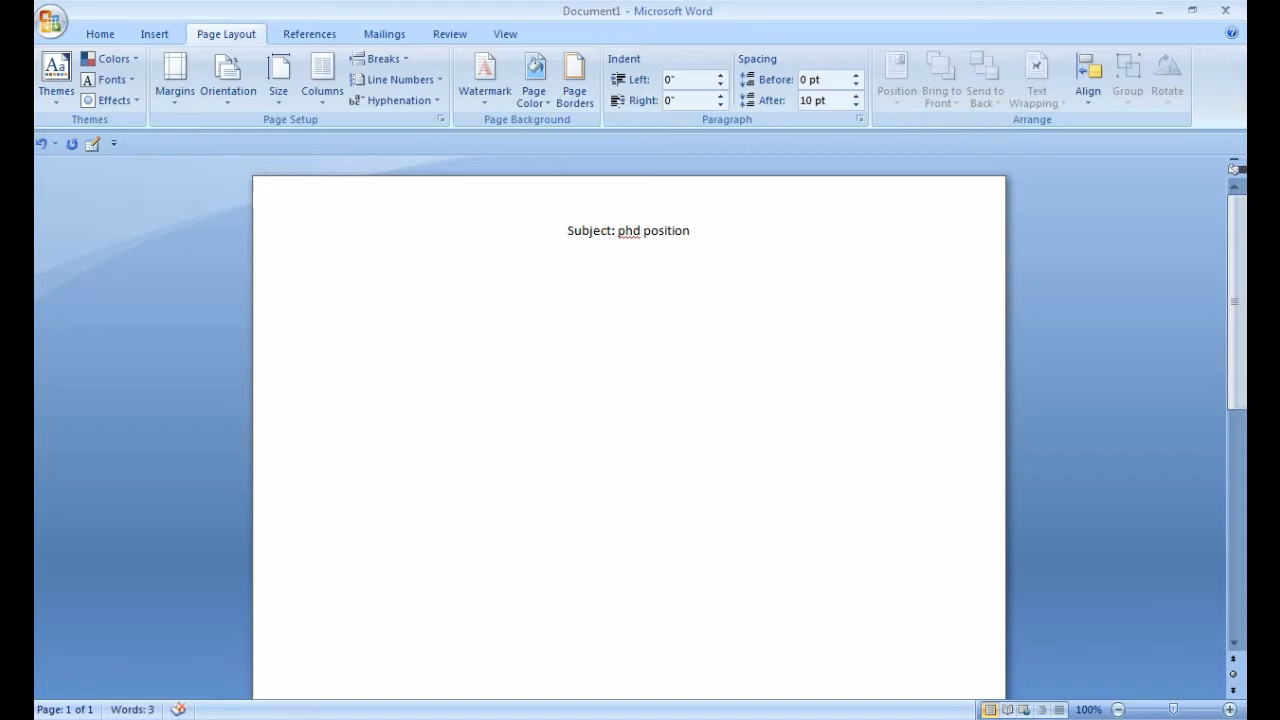 Document1 - Microsoft Word
Home Insert Page Layout References Mailings Review View
Aa Colors Breaks Indent Spacing
A Fonts Line Numbers Left: 0" Before: 0 pt
Themes Margins Orientation Size Columns Watermark Page Color Page Borders Position Bring to Front Send to Back Text Wrapping Align Group Rotate
Effects Hyphenation Right: 0" After: 10 pt
Themes Page Setup Page Background Paragraph Arrange
Subject: phd position
Page: 1 of 1 Words: 3 100%